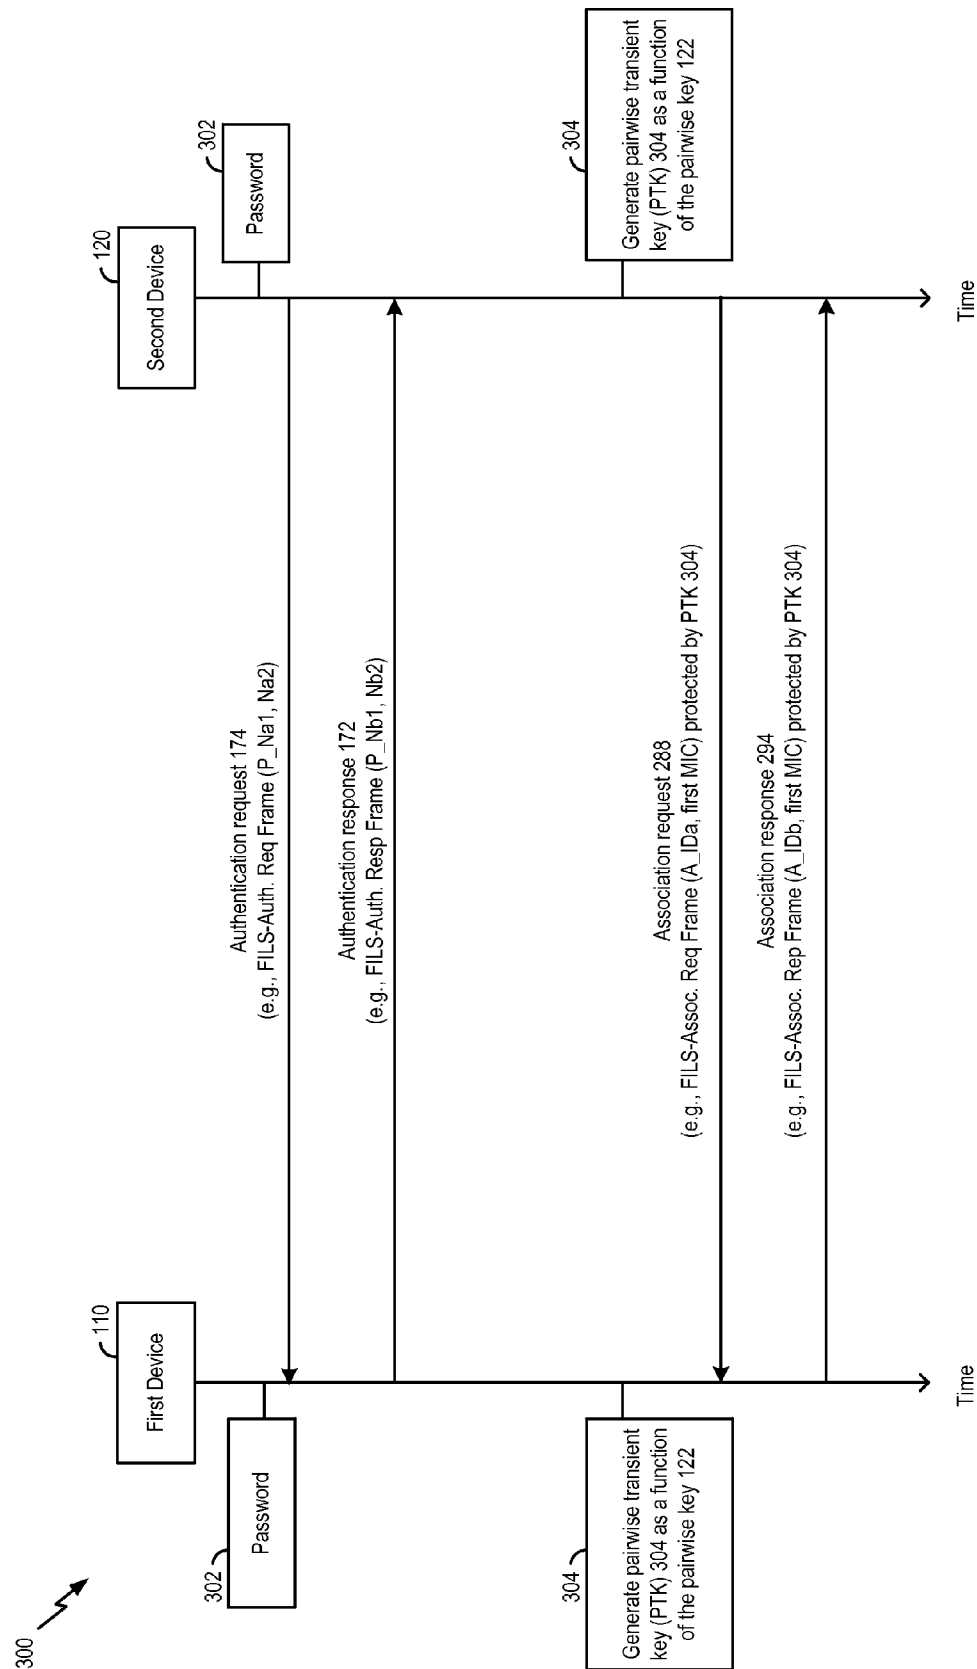 300
110
First Device
120
Second Device
302
Password
302
Password
Authentication request 174
(e.g., FILS-Auth. Req Frame (P_Na1, Na2)
Authentication response 172
(e.g., FILS-Auth. Resp Frame (P_Nb1, Nb2)
304
Generate pairwise transient
key (PTK) 304 as a function
of the pairwise key 122
304
Generate pairwise transient
key (PTK) 304 as a function
of the pairwise key 122
Association request 288
(e.g., FILS-Assoc. Req Frame (A_IDa, first MIC) protected by PTK 304)
Association response 294
(e.g., FILS-Assoc. Rep Frame (A_IDb, first MIC) protected by PTK 304)
Time
Time